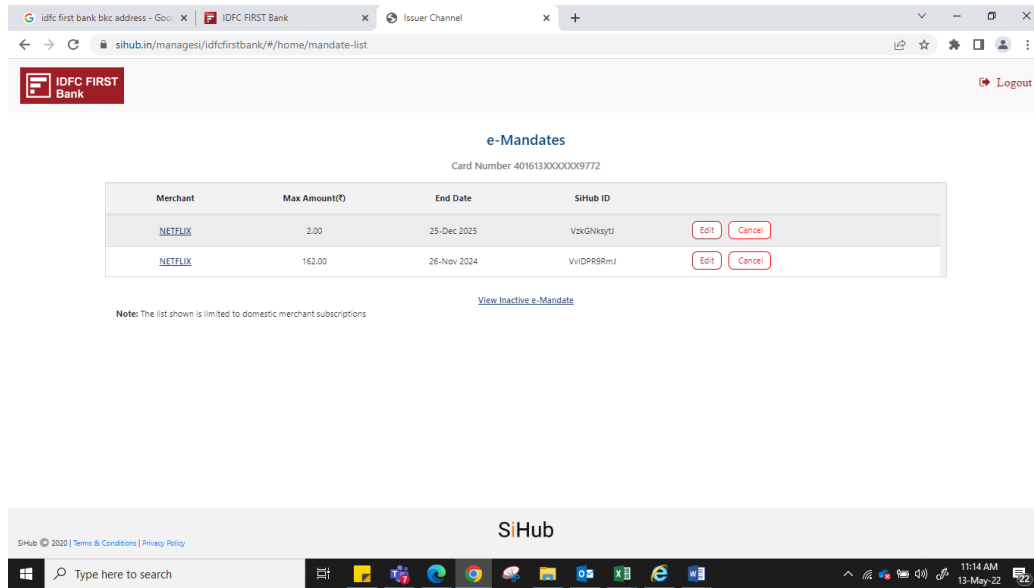 idfc first bank bkc address - Goo
IDFC FIRST Bank
Issuer Channel
sihub.in/managesi/idfcfirstbank/#/home/mandate-list
IDFC FIRST
Bank
Logout
e-Mandates
Card Number 401613XXXXXX9772
Merchant Max Amount(₹) End Date SiHub ID
NETFLIX 2.00 25-Dec 2025 VzkGNksytJ Edit Cancel
NETFLIX 162.00 26-Nov 2024 VvIDPR9RmJ Edit Cancel
View Inactive e-Mandate
Note: The list shown is limited to domestic merchant subscriptions
SiHub
SiHub © 2020 | Terms & Conditions | Privacy Policy
Type here to search
11:14 AM
13-May-22
22